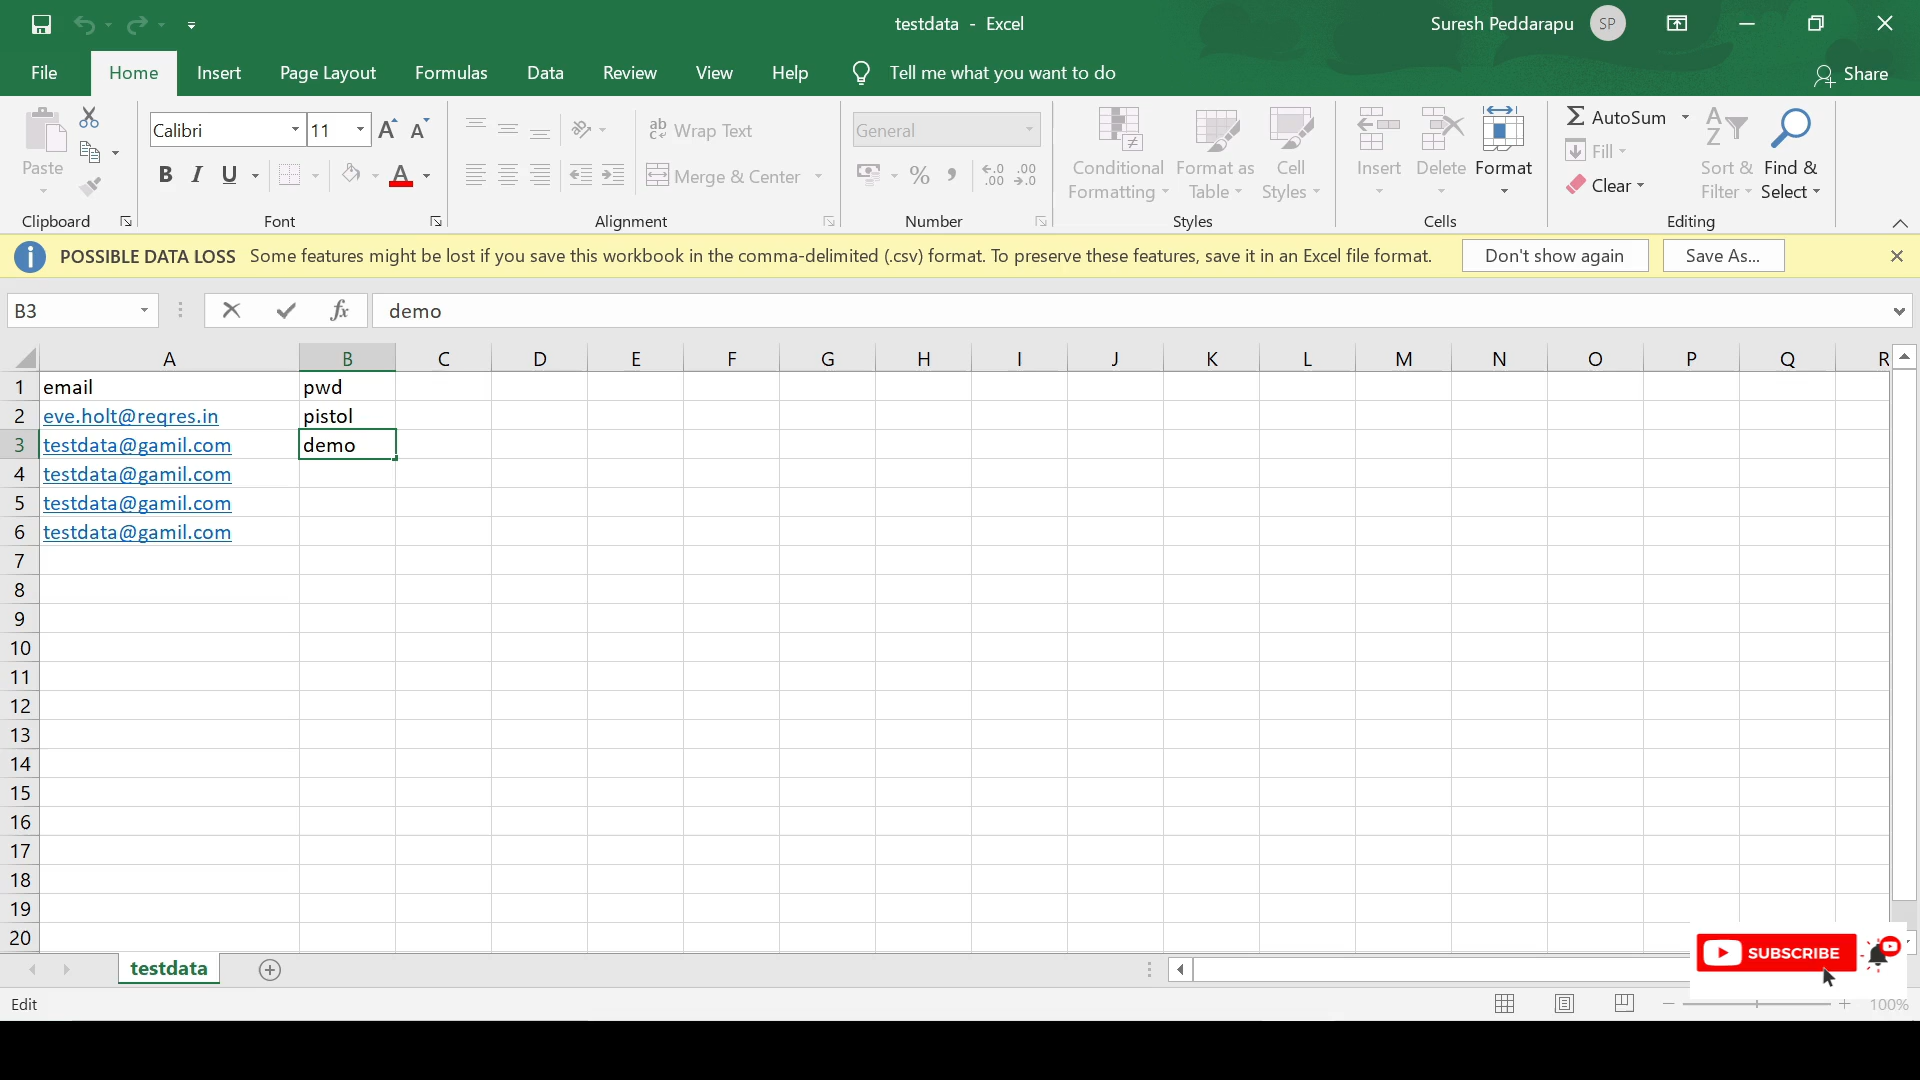 testdata - Excel
Suresh Peddarapu SP
File Home Insert Page Layout Formulas Data Review View Help Tell me what you want to do Share
Paste
Clipboard
Calibri 11 A A
B I U A
Font
ab Wrap Text
Merge & Center
Alignment
General
% , .0 .00 .00 .0
Number
Conditional Formatting
Format as Table
Cell Styles
Styles
Insert Delete Format
Cells
AutoSum
Fill
Clear
Sort & Filter
Find & Select
Editing
POSSIBLE DATA LOSS Some features might be lost if you save this workbook in the comma-delimited (.csv) format. To preserve these features, save it in an Excel file format. Don't show again Save As...
B3 fx demo
A B C D E F G H I J K L M N O P Q R
1 email pwd
2 eve.holt@reqres.in pistol
3 testdata@gamil.com demo
4 testdata@gamil.com
5 testdata@gamil.com
6 testdata@gamil.com
7
8
9
10
11
12
13
14
15
16
17
18
19
20
SUBSCRIBE
testdata
Edit 100%